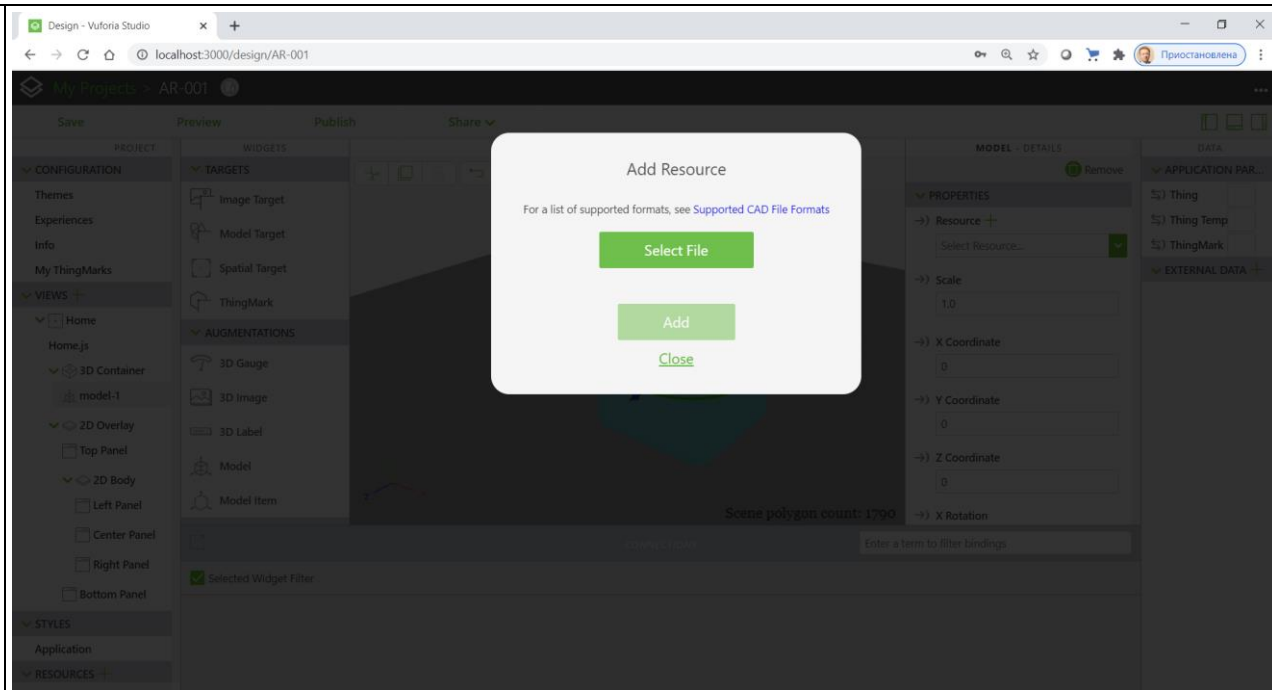 Design - Vuforia Studio
localhost:3000/design/AR-001
Приостановлена
My Projects > AR-001
Save Preview Publish Share
PROJECT
CONFIGURATION
Themes
Experiences
Info
My ThingMarks
VIEWS
Home
Home.js
3D Container
model-1
2D Overlay
Top Panel
2D Body
Left Panel
Center Panel
Right Panel
Bottom Panel
STYLES
Application
RESOURCES
WIDGETS
TARGETS
Image Target
Model Target
Spatial Target
ThingMark
AUGMENTATIONS
3D Gauge
3D Image
3D Label
Model
Model Item
Add Resource
For a list of supported formats, see Supported CAD File Formats
Select File
Add
Close
Scene polygon count: 1790
MODEL - DETAILS
Remove
PROPERTIES
Resource
Select Resource...
Scale
1.0
X Coordinate
0
Y Coordinate
0
Z Coordinate
0
X Rotation
DATA
APPLICATION PAR...
Thing
Thing Temp
ThingMark
EXTERNAL DATA
Enter a term to filter bindings
Selected Widget Filter